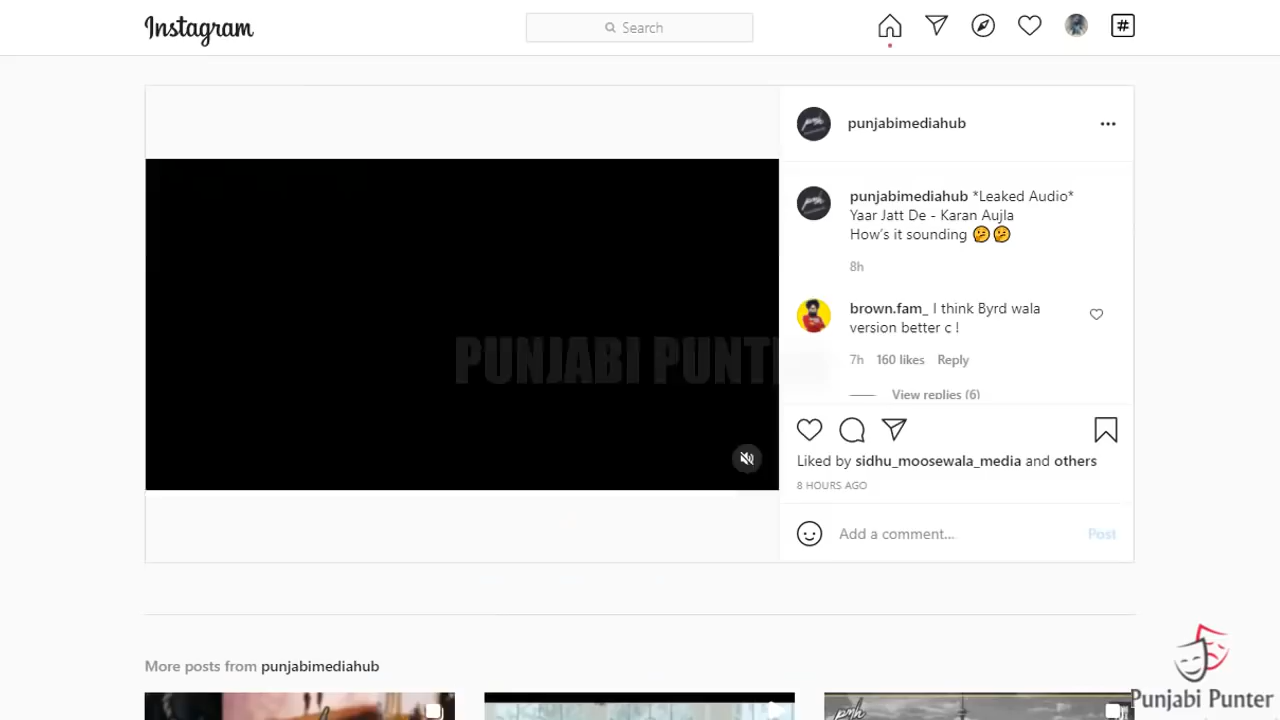 Instagram
Search
#
punjabimediahub
punjabimediahub *Leaked Audio*
Yaar Jatt De - Karan Aujla
How's it sounding 🤔🤔
8h
brown.fam_ I think Byrd wala
version better c !
7h 160 likes Reply
View replies (6)
PUNJABI PUNT
Liked by sidhu_moosewala_media and others
8 HOURS AGO
Add a comment... Post
More posts from punjabimediahub
pmh
Punjabi Punter